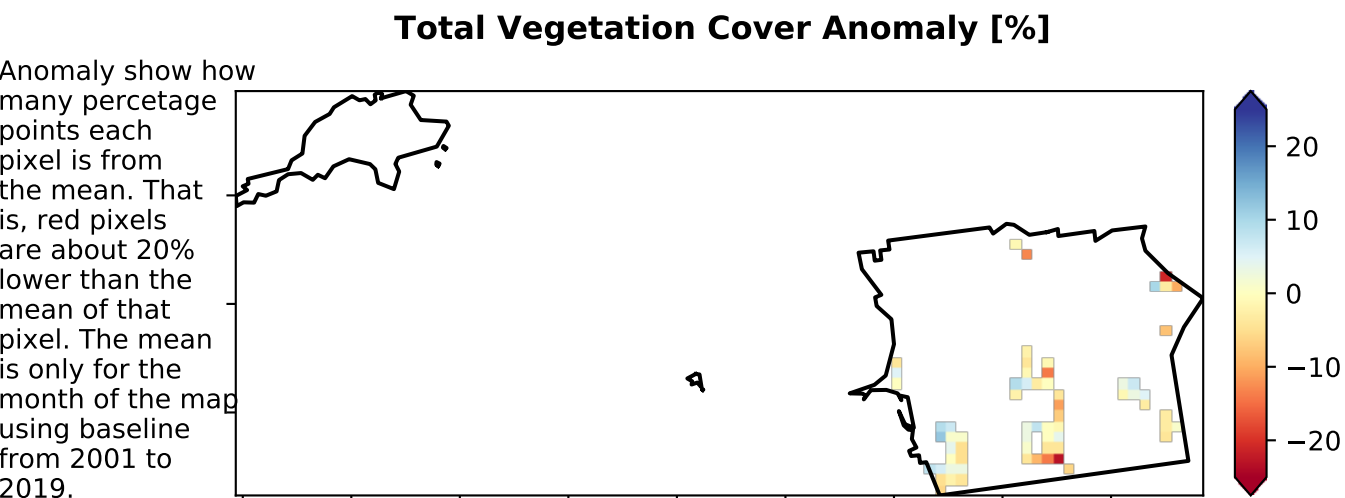 Total Vegetation Cover Anomaly [%]
Anomaly show how
many percetage
points each
pixel is from
the mean. That
is, red pixels
are about 20%
lower than the
mean of that
pixel. The mean
is only for the
month of the map
using baseline
from 2001 to
2019.
20
10
0
−10
−20